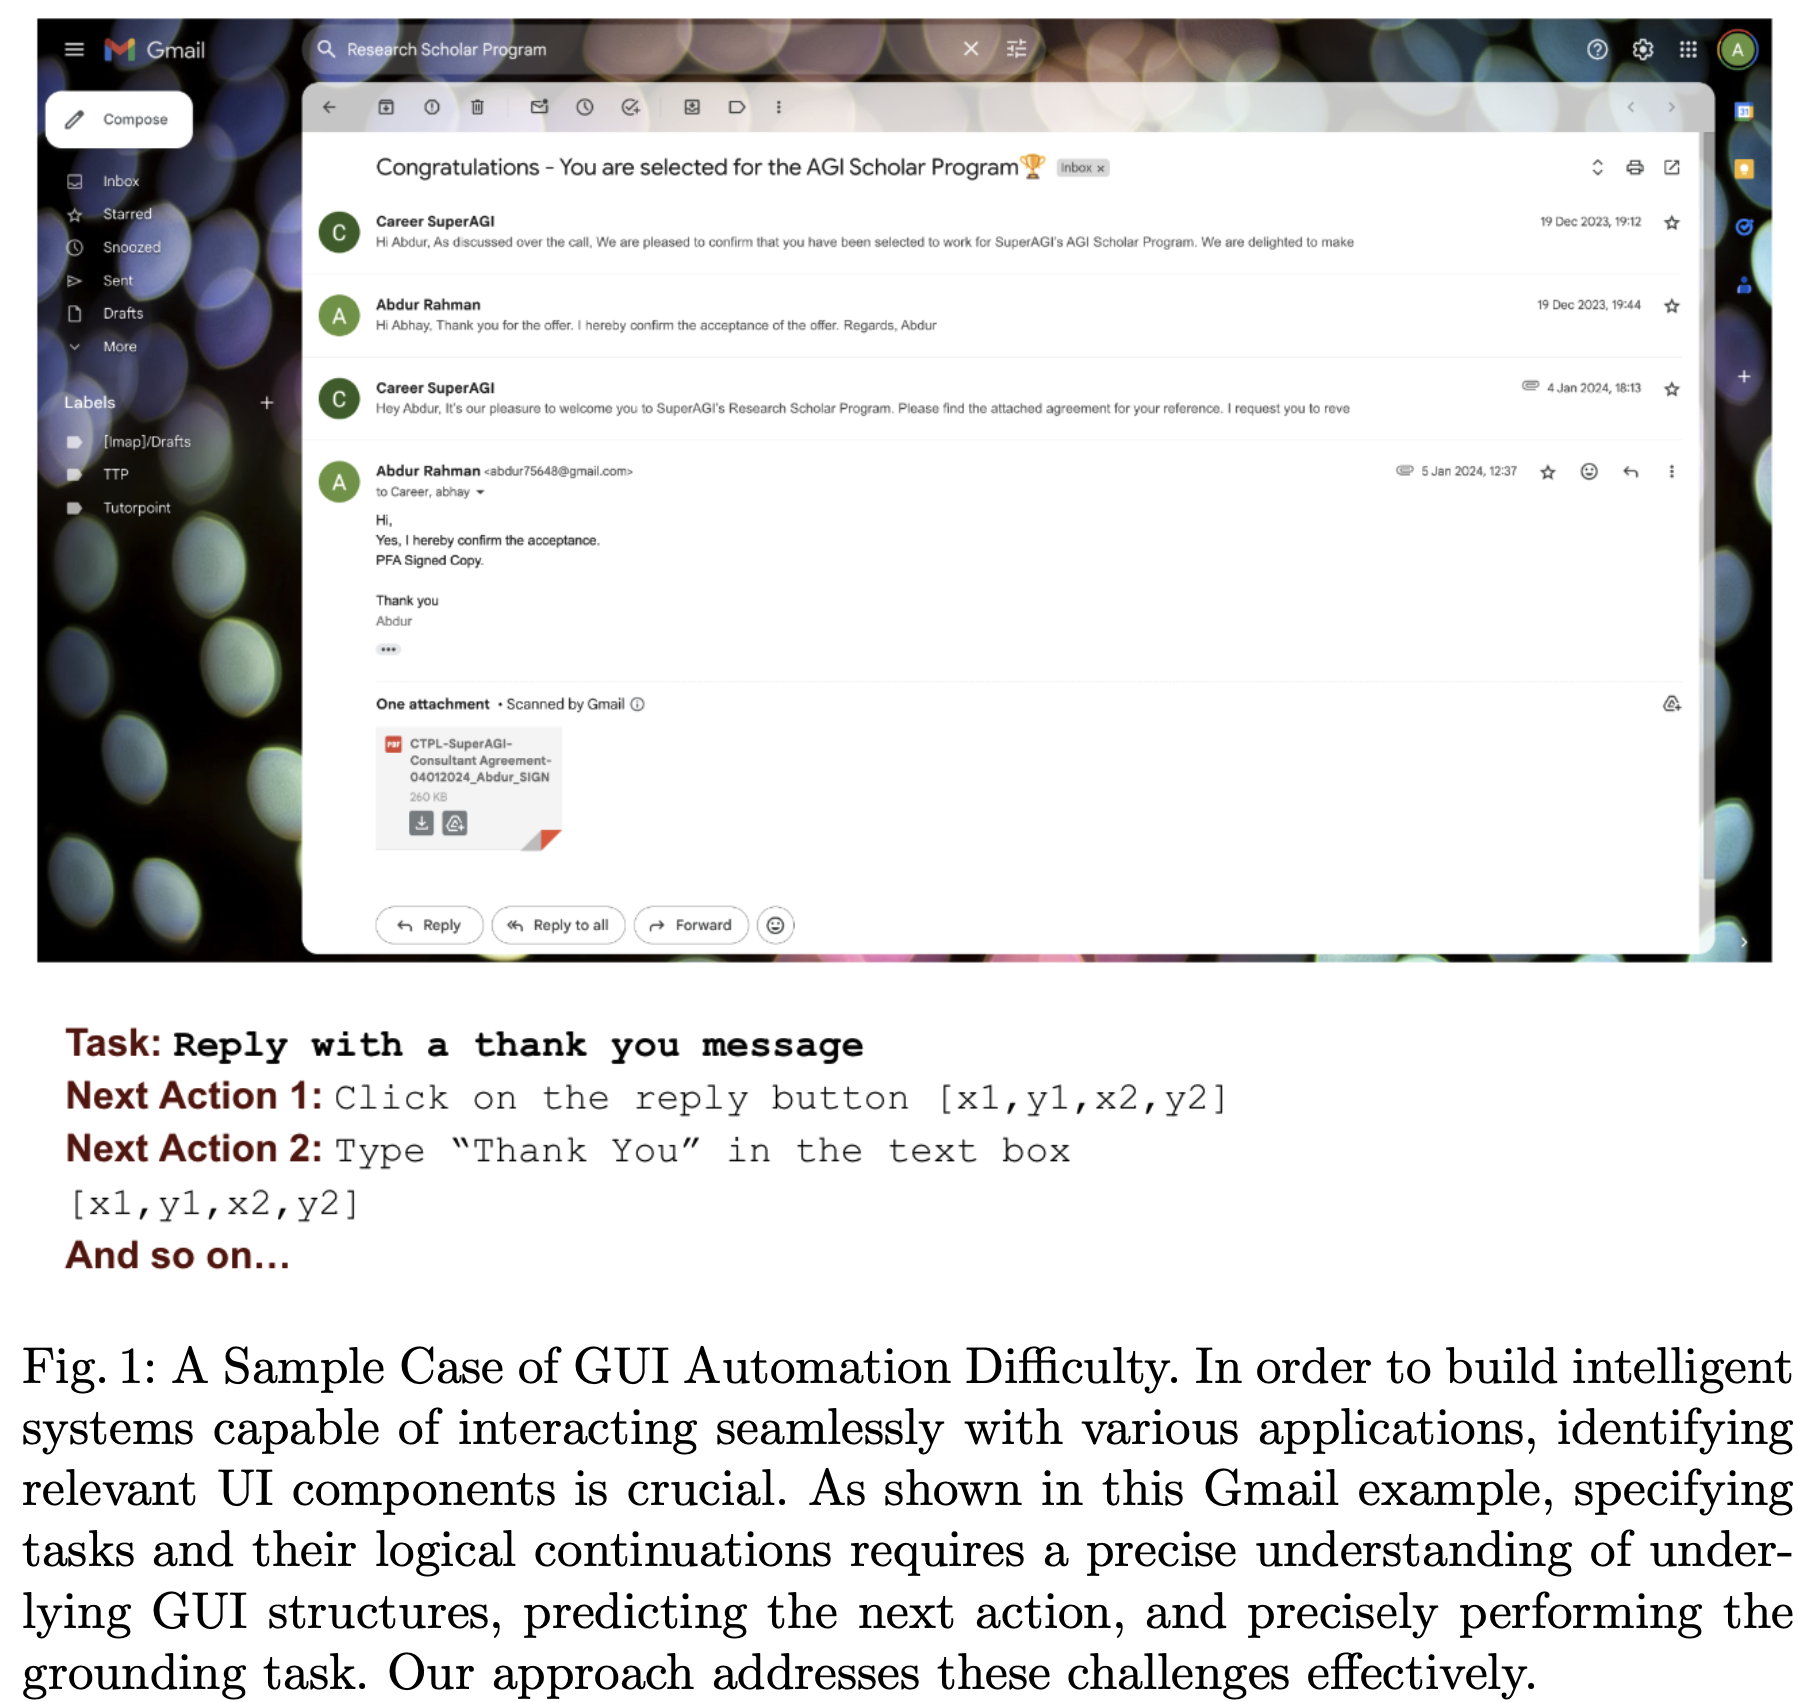 Gmail
Research Scholar Program
A
Compose
Inbox
Starred
Snoozed
Sent
Drafts
More
Labels
[Imap]/Drafts
TTP
Tutorpoint
31
Congratulations - You are selected for the AGI Scholar Program🏆 Inbox x
C
Career SuperAGI 19 Dec 2023, 19:12
Hi Abdur, As discussed over the call, We are pleased to confirm that you have been selected to work for SuperAGI's AGI Scholar Program. We are delighted to make
A
Abdur Rahman 19 Dec 2023, 19:44
Hi Abhay, Thank you for the offer. I hereby confirm the acceptance of the offer. Regards, Abdur
C
Career SuperAGI 4 Jan 2024, 18:13
Hey Abdur, It's our pleasure to welcome you to SuperAGI's Research Scholar Program. Please find the attached agreement for your reference. I request you to reve
A
Abdur Rahman <abdur75648@gmail.com> 5 Jan 2024, 12:37
to Career, abhay
Hi,
Yes, I hereby confirm the acceptance.
PFA Signed Copy.
Thank you
Abdur
One attachment • Scanned by Gmail
PDF
CTPL-SuperAGI-
Consultant Agreement-
04012024_Abdur_SIGN
260 KB
Reply
Reply to all
Forward
Task: Reply with a thank you message
Next Action 1: Click on the reply button [x1,y1,x2,y2]
Next Action 2: Type “Thank You” in the text box
[x1,y1,x2,y2]
And so on...
Fig. 1: A Sample Case of GUI Automation Difficulty. In order to build intelligent
systems capable of interacting seamlessly with various applications, identifying
relevant UI components is crucial. As shown in this Gmail example, specifying
tasks and their logical continuations requires a precise understanding of under-
lying GUI structures, predicting the next action, and precisely performing the
grounding task. Our approach addresses these challenges effectively.